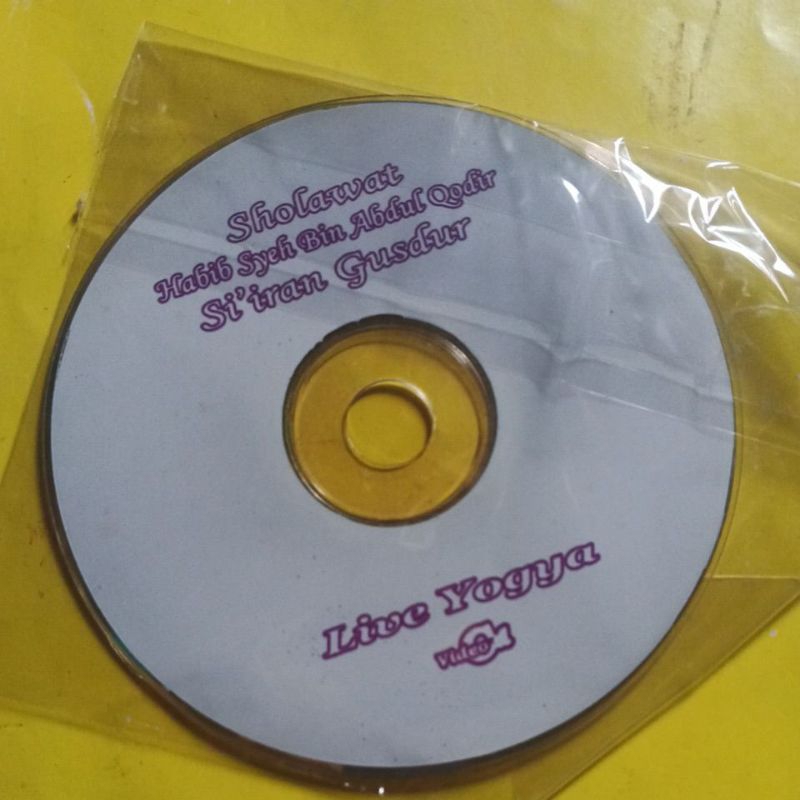 Sholawat
Habib Syeh Bin Abdul Qodir
Si'iran Gusdur
Live Yogya
Video